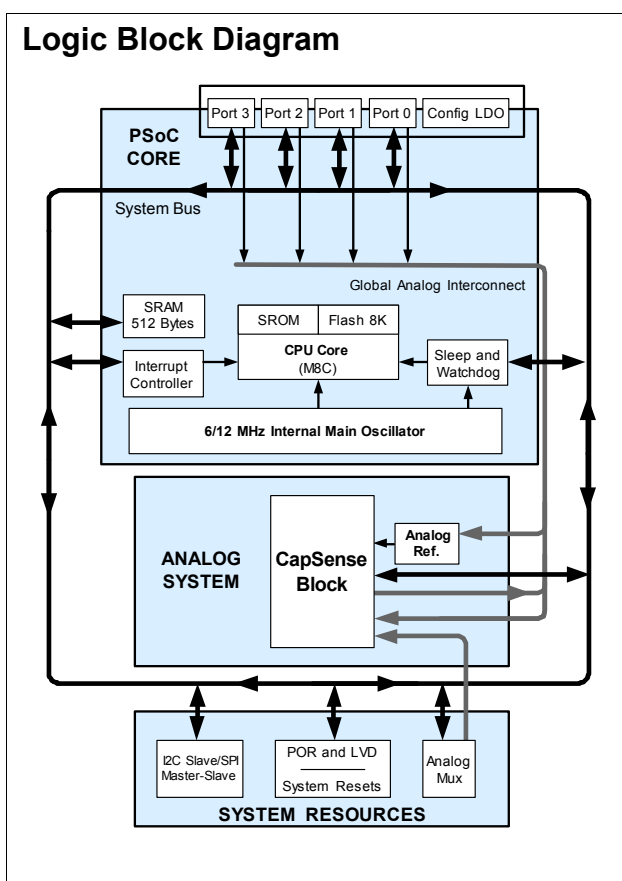 Logic Block Diagram
Port 3
Port 2
Port 1
Port 0
Config LDO
PSoC
CORE
System Bus
Global Analog Interconnect
SRAM
512 Bytes
SROM
Flash 8K
CPU Core
(M8C)
Interrupt
Controller
Sleep and
Watchdog
6/12 MHz Internal Main Oscillator
ANALOG
SYSTEM
CapSense
Block
Analog
Ref.
I2C Slave/SPI
Master-Slave
POR and LVD
System Resets
Analog
Mux
SYSTEM RESOURCES